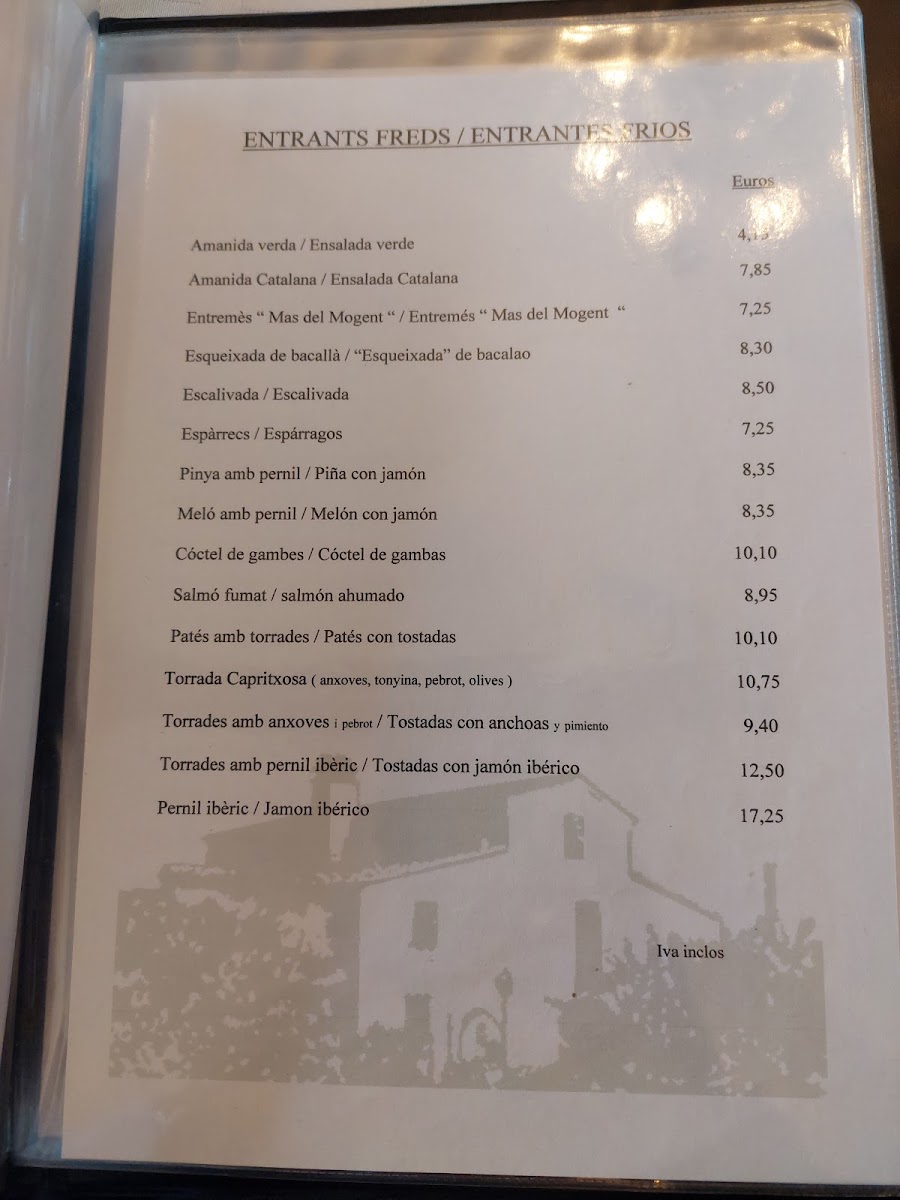 ENTRANTS FREDS / ENTRANTES FRIOS
Euros
Amanida verda / Ensalada verde
Amanida Catalana / Ensalada Catalana 7,85
Entremès “ Mas del Mogent “ / Entremés “ Mas del Mogent “ 7,25
Esqueixada de bacallà / “Esqueixada” de bacalao 8,30
Escalivada / Escalivada 8,50
Espàrrecs / Espárragos 7,25
Pinya amb pernil / Piña con jamón 8,35
Meló amb pernil / Melón con jamón 8,35
Cóctel de gambes / Cóctel de gambas 10,10
Salmó fumat / salmón ahumado 8,95
Patés amb torrades / Patés con tostadas 10,10
Torrada Capritxosa ( anxoves, tonyina, pebrot, olives ) 10,75
Torrades amb anxoves i pebrot / Tostadas con anchoas y pimiento 9,40
Torrades amb pernil ibèric / Tostadas con jamón ibérico 12,50
Pernil ibèric / Jamon ibérico 17,25
Iva inclos